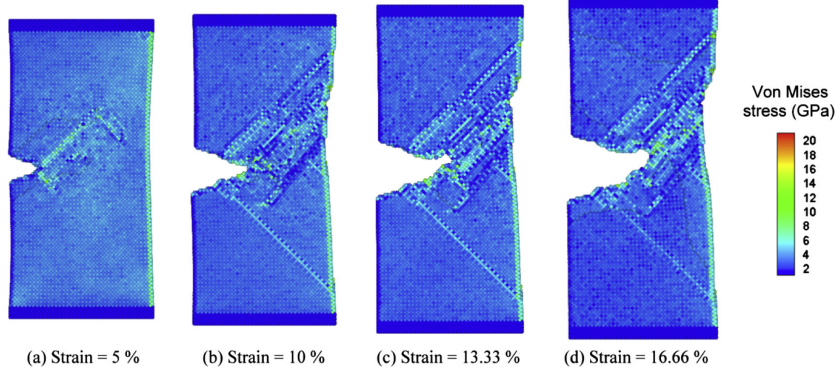 Von Mises
stress (GPa)
20
18
16
14
12
10
8
6
4
2
(a) Strain = 5 %
(b) Strain = 10 %
(c) Strain = 13.33 %
(d) Strain = 16.66 %